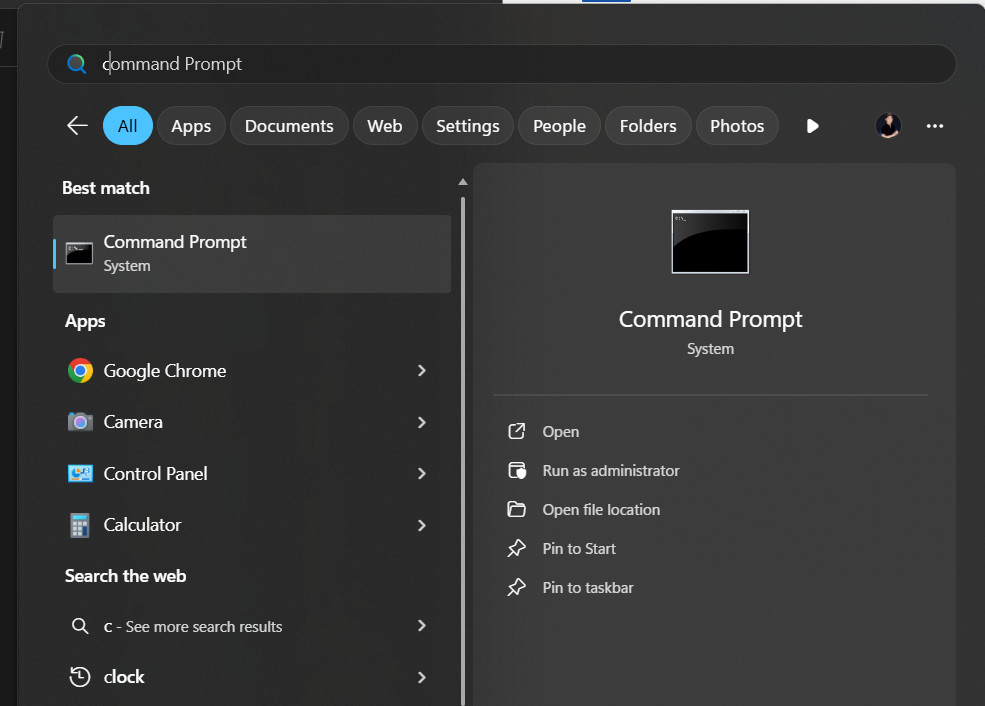 command Prompt
All
Apps
Documents
Web
Settings
People
Folders
Photos
Best match
Command Prompt
System
Apps
Google Chrome
Camera
Control Panel
Calculator
Search the web
c - See more search results
clock
Command Prompt
System
Open
Run as administrator
Open file location
Pin to Start
Pin to taskbar